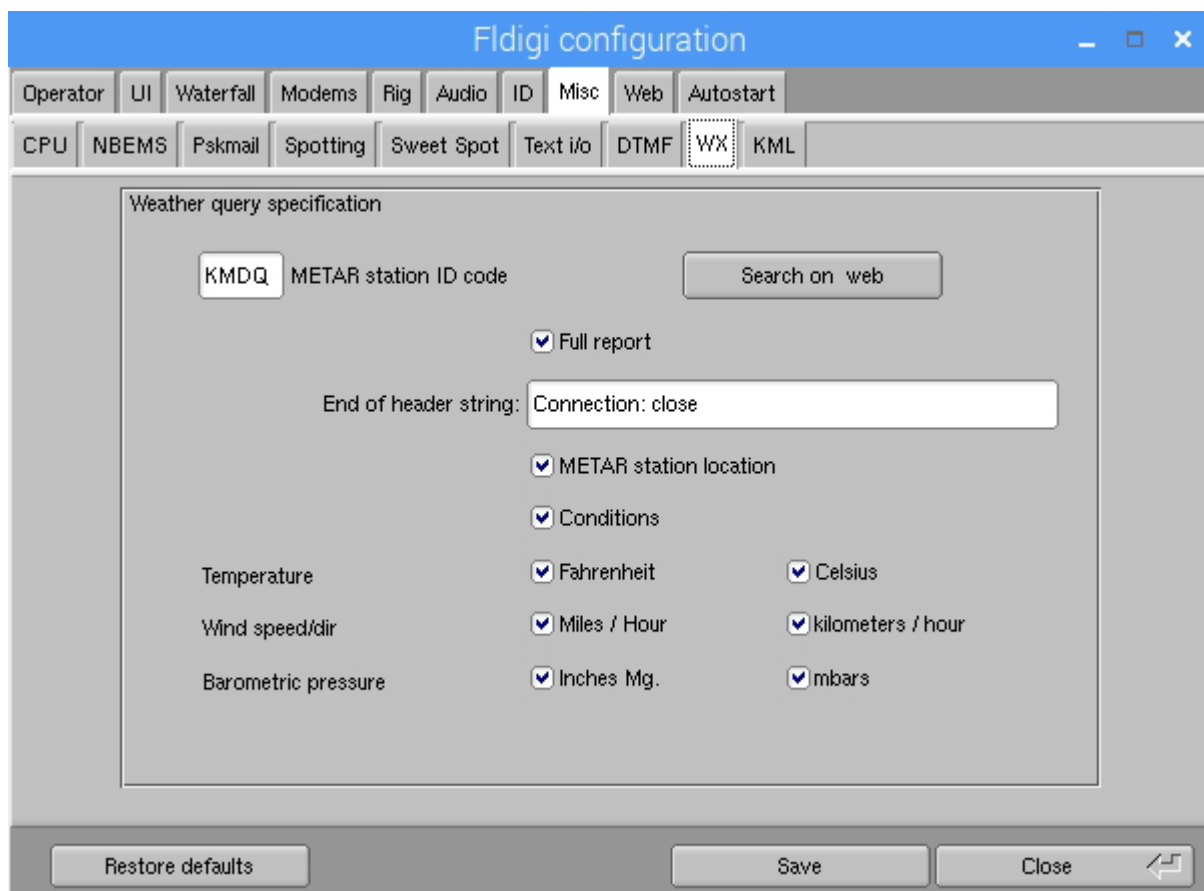 Fldigi configuration
Operator UI Waterfall Modems Rig Audio ID Misc Web Autostart
CPU NBEMS Pskmail Spotting Sweet Spot Text i/o DTMF WX KML
Weather query specification
KMDQ METAR station ID code Search on web
Full report
End of header string: Connection: close
METAR station location
Conditions
Temperature Fahrenheit Celsius
Wind speed/dir Miles / Hour kilometers / hour
Barometric pressure Inches Mg. mbars
Restore defaults Save Close